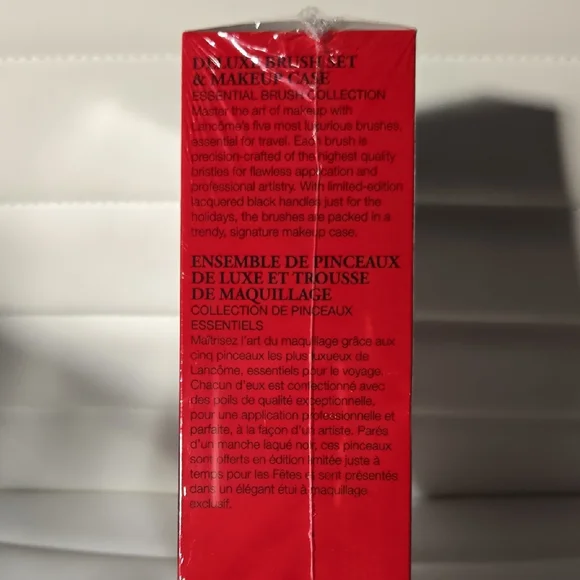 DELUXE BRUSH SET
& MAKEUP CASE
ESSENTIAL BRUSH COLLECTION
Master the art of makeup with
Lancôme's five most luxurious brushes,
essential for travel. Each brush is
precision-crafted of the highest quality
bristles for flawless application and
professional artistry. With limited-edition
lacquered black handles just for the
holidays, the brushes are packed in a
trendy, signature makeup case.
ENSEMBLE DE PINCEAUX
DE LUXE ET TROUSSE
DE MAQUILLAGE
COLLECTION DE PINCEAUX
ESSENTIELS
Maîtrisez l'art du maquillage grâce aux
cinq pinceaux les plus luxueux de
Lancôme, essentiels pour le voyage.
Chacun d'eux est confectionné avec
des poils de qualité exceptionnelle,
pour une application professionnelle et
parfaite, à la façon d'un artiste. Parés
d'un manche laqué noir, ces pinceaux
sont offerts en édition limitée juste à
temps pour les Fêtes et sont présentés
dans un élégant étui à maquillage
exclusif.